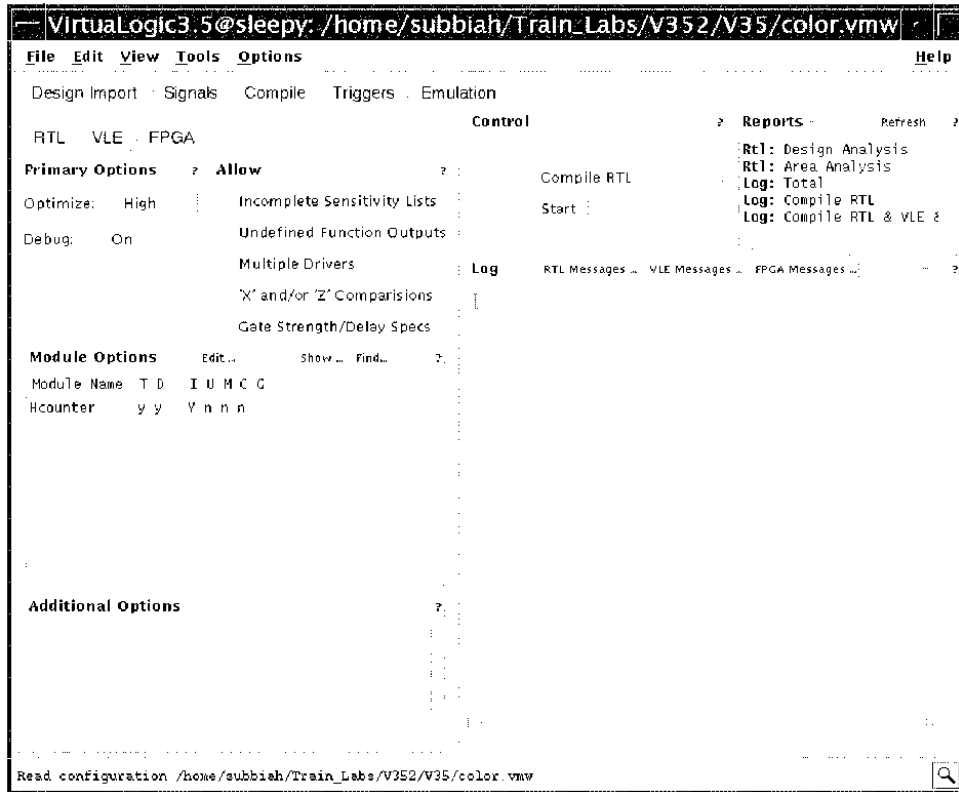 VirtuaLogic3.5@sleepy: /home/subbiah/Train_Labs/V352/V35/color.vmw
File Edit View Tools Options Help
Design Import Signals Compile Triggers Emulation
RTL VLE FPGA
Primary Options ? Allow ?
Optimize: High
Debug: On
Incomplete Sensitivity Lists
Undefined Function Outputs
Multiple Drivers
'X' and/or 'Z' Comparisions
Gate Strength/Delay Specs
Module Options Edit... Show... Find... ?
Module Name T D I U M C G
Hcounter y y Y n n n
Additional Options ?
Control ?
Compile RTL
Start
Reports Refresh ?
Rtl: Design Analysis
Rtl: Area Analysis
Log: Total
Log: Compile RTL
Log: Compile RTL & VLE &
Log RTL Messages ... VLE Messages ... FPGA Messages ... ?
Read configuration /home/subbiah/Train_Labs/V352/V35/color.vmw